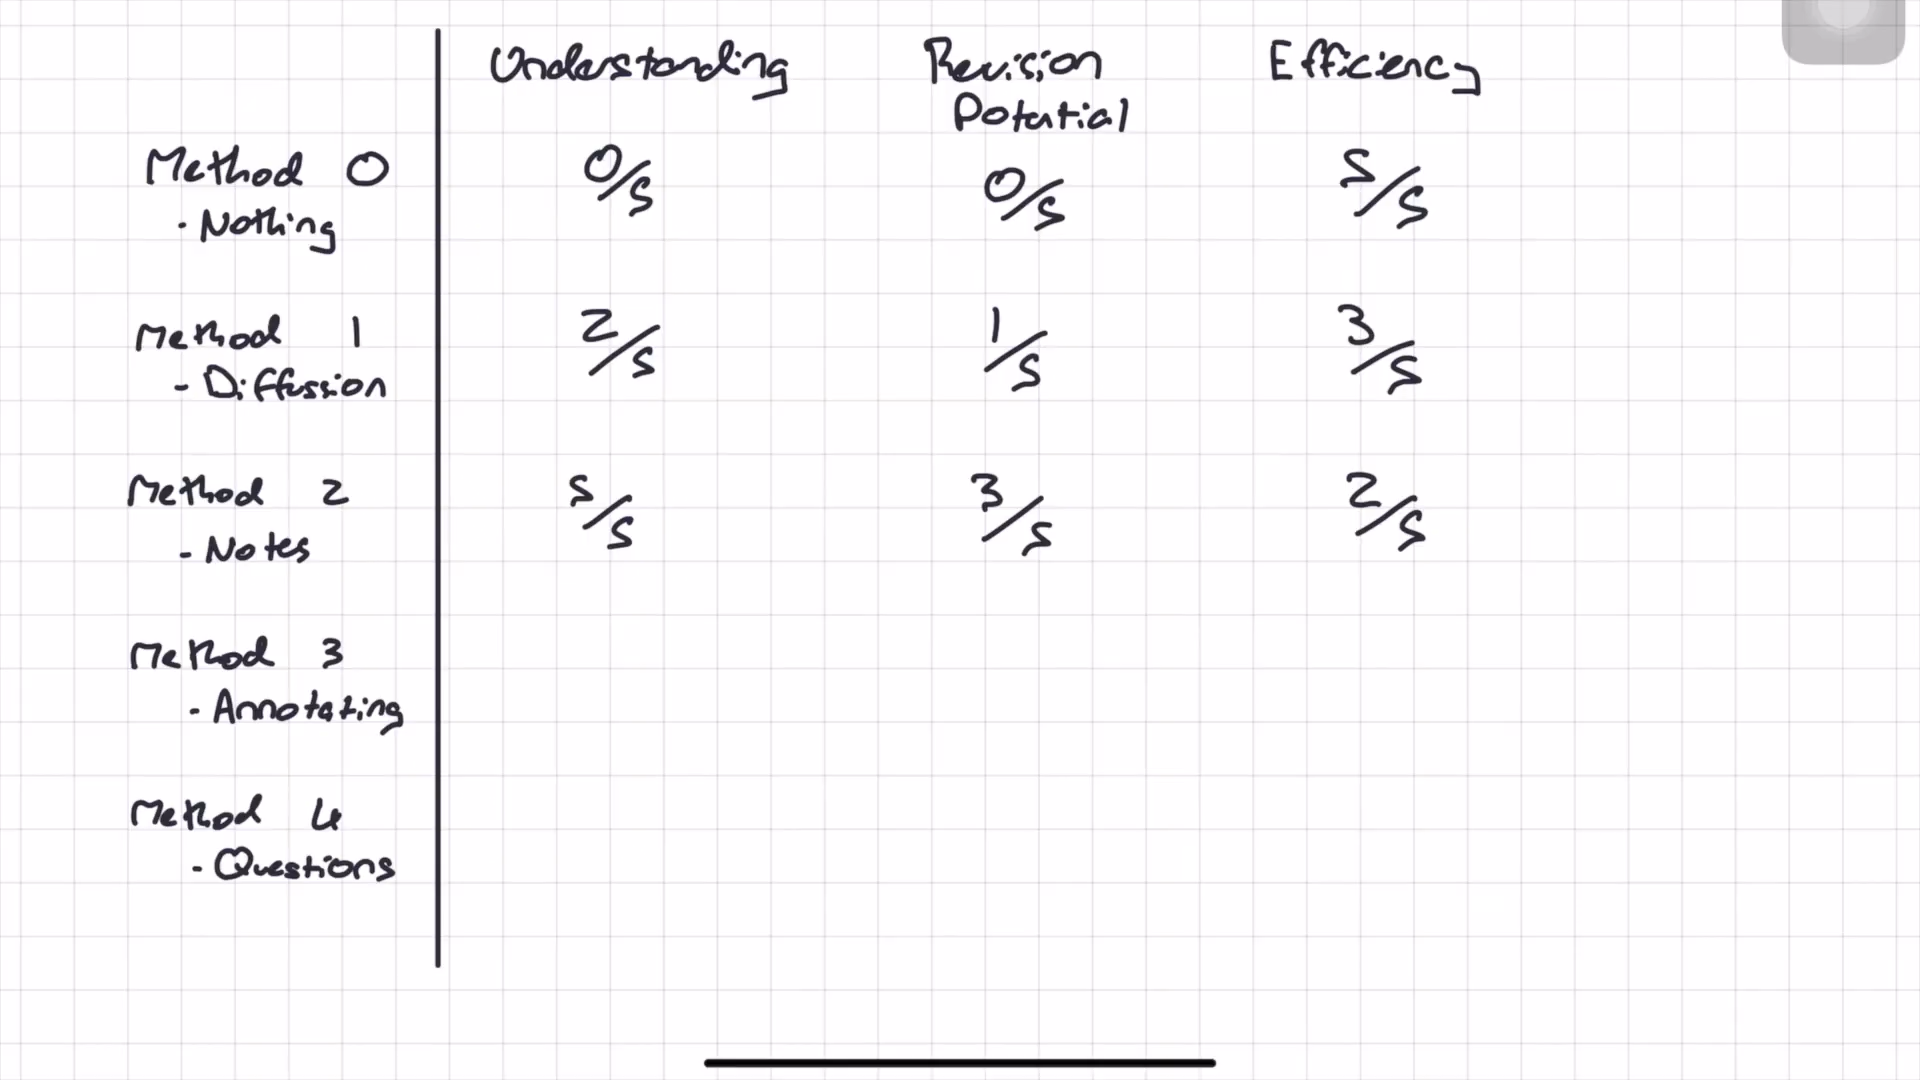 Understanding Revision Efficiency
Potential
Method 0 0/5 0/5 5/5
• Nothing
Method 1 2/5 1/5 3/5
- Diffussion
Method 2 5/5 3/5 2/5
- Notes
Method 3
- Annotating
Method 4
- Questions